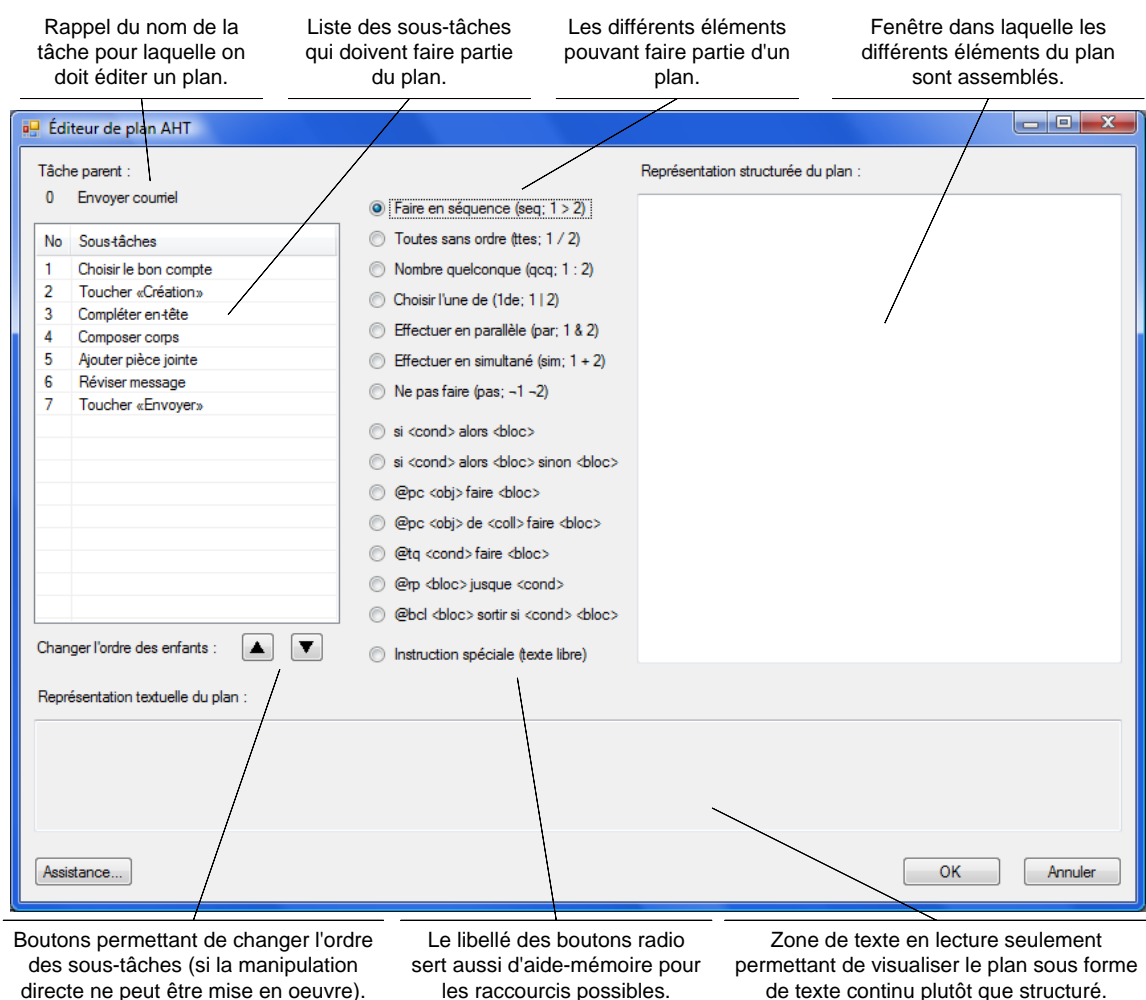 Rappel du nom de la
tâche pour laquelle on
doit éditer un plan.
Liste des sous-tâches
qui doivent faire partie
du plan.
Les différents éléments
pouvant faire partie d'un
plan.
Fenêtre dans laquelle les
différents éléments du plan
sont assemblés.
Éditeur de plan AHT
Tâche parent :
0 Envoyer courriel
No Sous-tâches
1 Choisir le bon compte
2 Toucher «Création»
3 Compléter en-tête
4 Composer corps
5 Ajouter pièce jointe
6 Réviser message
7 Toucher «Envoyer»
Changer l'ordre des enfants :
Faire en séquence (seq; 1 > 2)
Toutes sans ordre (ttes; 1 / 2)
Nombre quelconque (qcq; 1 : 2)
Choisir l'une de (1de; 1 | 2)
Effectuer en parallèle (par; 1 & 2)
Effectuer en simultané (sim; 1 + 2)
Ne pas faire (pas; ¬1 ¬2)
si <cond> alors <bloc>
si <cond> alors <bloc> sinon <bloc>
@pc <obj> faire <bloc>
@pc <obj> de <coll> faire <bloc>
@tq <cond> faire <bloc>
@rp <bloc> jusque <cond>
@bcl <bloc> sortir si <cond> <bloc>
Instruction spéciale (texte libre)
Représentation structurée du plan :
Représentation textuelle du plan :
Assistance...
OK
Annuler
Boutons permettant de changer l'ordre
des sous-tâches (si la manipulation
directe ne peut être mise en oeuvre).
Le libellé des boutons radio
sert aussi d'aide-mémoire pour
les raccourcis possibles.
Zone de texte en lecture seulement
permettant de visualiser le plan sous forme
de texte continu plutôt que structuré.